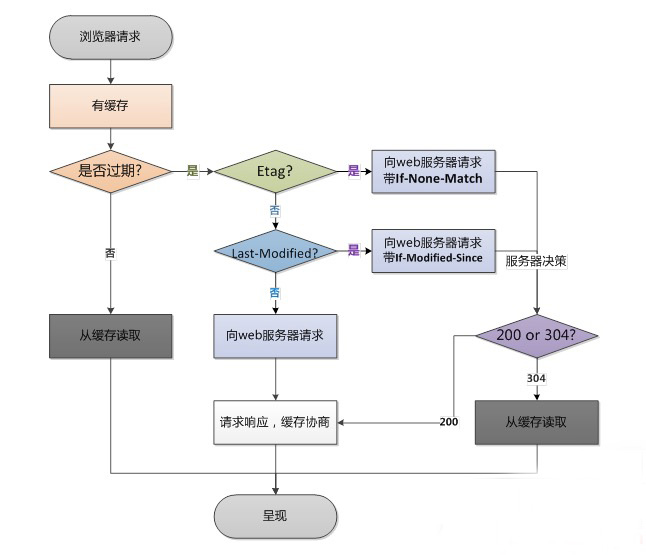 浏览器请求
有缓存
是否过期?
是
Etag?
是
向web服务器请求
带If-None-Match
否
否
Last-Modified?
是
向web服务器请求
带If-Modified-Since
服务器决策
否
从缓存读取
向web服务器请求
200 or 304?
304
请求响应，缓存协商
200
从缓存读取
呈现